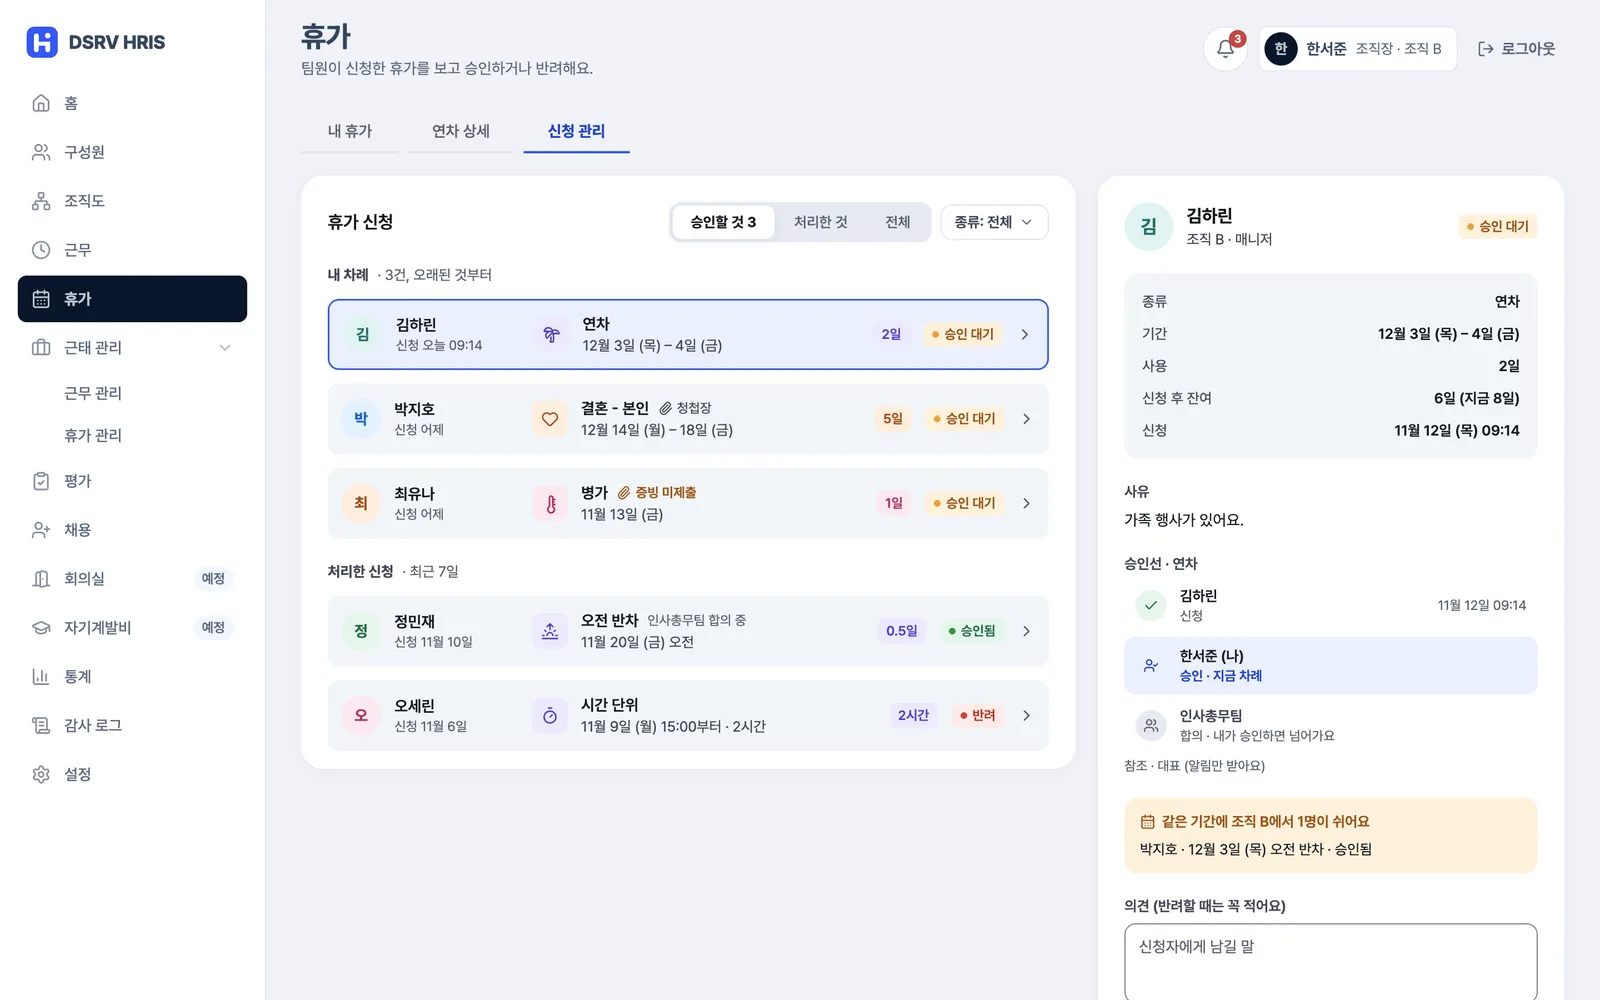 DSRV HRIS
홈
구성원
조직도
근무
휴가
근태 관리
근무 관리
휴가 관리
평가
채용
회의실 예정
자기계발비 예정
통계
감사 로그
설정
휴가
팀원이 신청한 휴가를 보고 승인하거나 반려해요.
3
한 한서준 조직장 · 조직 B
로그아웃
내 휴가 연차 상세 신청 관리
휴가 신청
승인할 것 3 처리한 것 전체
종류: 전체
내 차례 · 3건, 오래된 것부터
김 김하린 연차 2일 승인 대기
신청 오늘 09:14 12월 3일 (목) – 4일 (금)
박 박지호 결혼 - 본인 청첩장 5일 승인 대기
신청 어제 12월 14일 (월) – 18일 (금)
최 최유나 병가 증빙 미제출 1일 승인 대기
신청 어제 11월 13일 (금)
처리한 신청 · 최근 7일
정 정민재 오전 반차 인사총무팀 합의 중 0.5일 승인됨
신청 11월 10일 11월 20일 (금) 오전
오 오세린 시간 단위 2시간 반려
신청 11월 6일 11월 9일 (월) 15:00부터 · 2시간
김 김하린 승인 대기
조직 B · 매니저
종류 연차
기간 12월 3일 (목) – 4일 (금)
사용 2일
신청 후 잔여 6일 (지금 8일)
신청 11월 12일 (목) 09:14
사유
가족 행사가 있어요.
승인선 · 연차
김하린 11월 12일 09:14
신청
한서준 (나)
승인 · 지금 차례
인사총무팀
합의 · 내가 승인하면 넘어가요
참조 · 대표 (알림만 받아요)
같은 기간에 조직 B에서 1명이 쉬어요
박지호 · 12월 3일 (목) 오전 반차 · 승인됨
의견 (반려할 때는 꼭 적어요)
신청자에게 남길 말